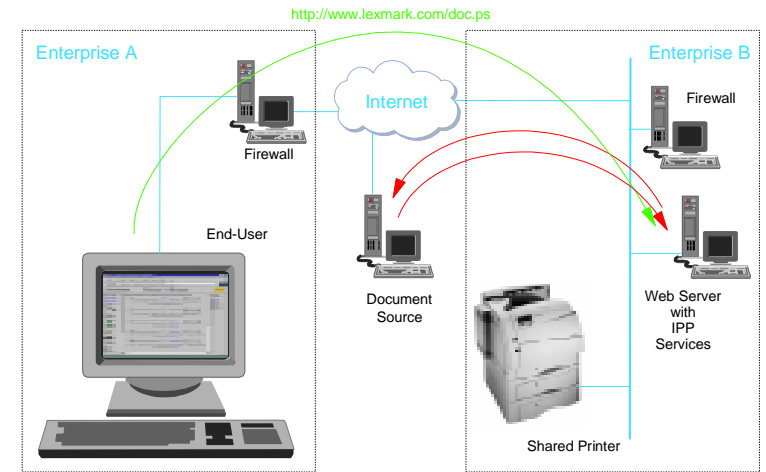 http://www.lexmark.com/doc.ps
Enterprise A
Enterprise B
Internet
Firewall
Firewall
End-User
Document
Source
Web Server
with
IPP
Services
Shared Printer